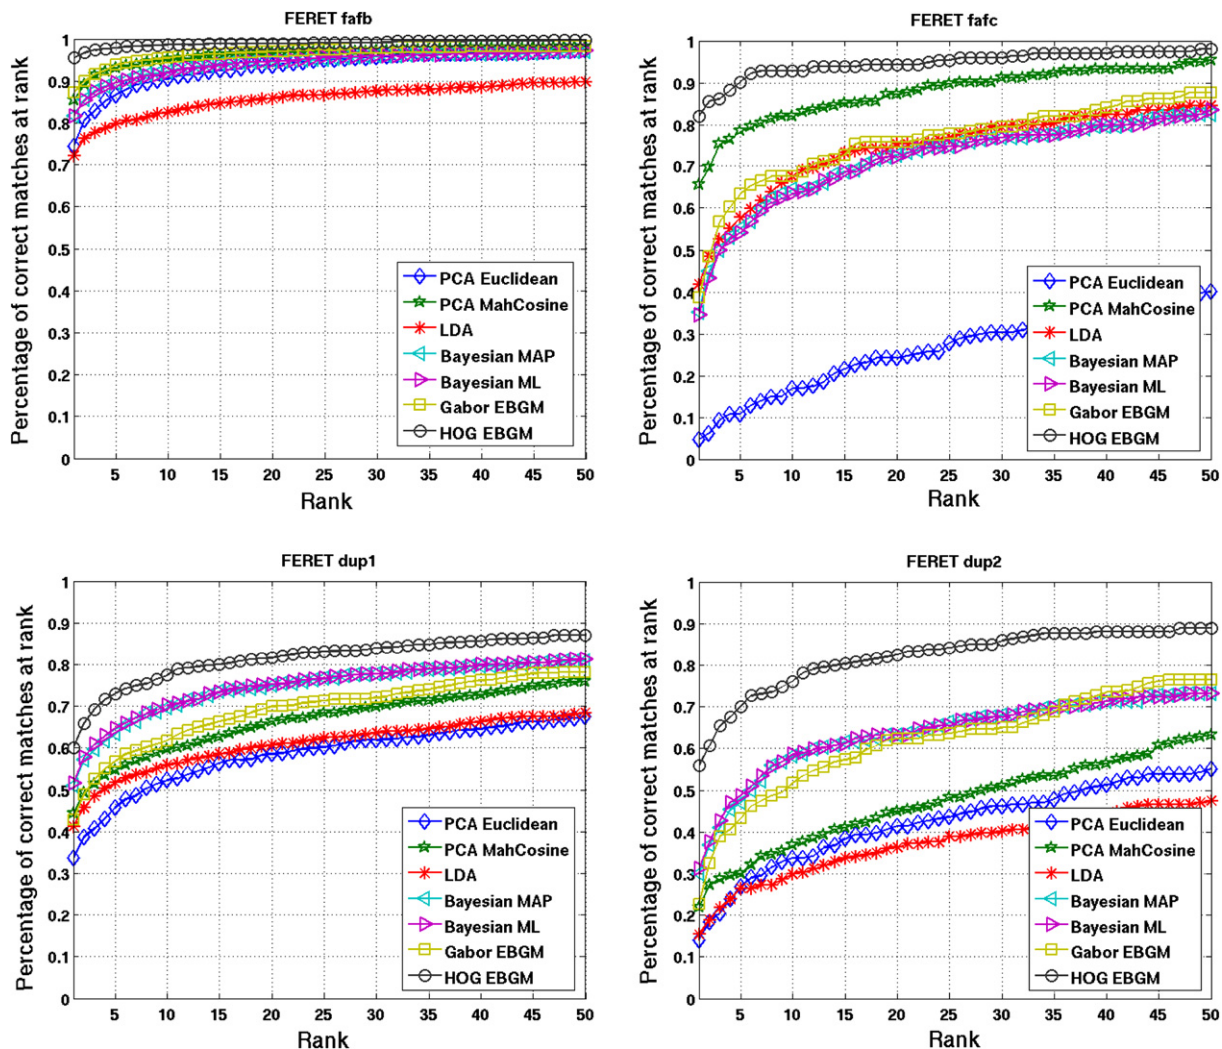 FERET fafb
Percentage of correct matches at rank
1
0.9
0.8
0.7
0.6
0.5
0.4
0.3
0.2
0.1
0
5 10 15 20 25 30 35 40 45 50
Rank
PCA Euclidean
PCA MahCosine
LDA
Bayesian MAP
Bayesian ML
Gabor EBGM
HOG EBGM
FERET fafc
Percentage of correct matches at rank
1
0.9
0.8
0.7
0.6
0.5
0.4
0.3
0.2
0.1
0
5 10 15 20 25 30 35 40 45 50
Rank
PCA Euclidean
PCA MahCosine
LDA
Bayesian MAP
Bayesian ML
Gabor EBGM
HOG EBGM
FERET dup1
Percentage of correct matches at rank
1
0.9
0.8
0.7
0.6
0.5
0.4
0.3
0.2
0.1
0
5 10 15 20 25 30 35 40 45 50
Rank
PCA Euclidean
PCA MahCosine
LDA
Bayesian MAP
Bayesian ML
Gabor EBGM
HOG EBGM
FERET dup2
Percentage of correct matches at rank
1
0.9
0.8
0.7
0.6
0.5
0.4
0.3
0.2
0.1
0
5 10 15 20 25 30 35 40 45 50
Rank
PCA Euclidean
PCA MahCosine
LDA
Bayesian MAP
Bayesian ML
Gabor EBGM
HOG EBGM